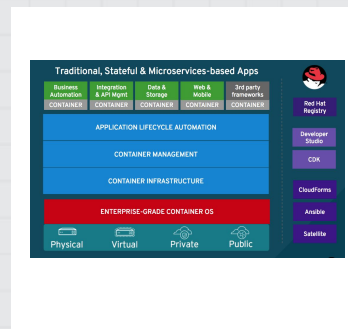 Traditional, Stateful & Microservices-based Apps
Business
Automation
Integration
& API Mgmt
Data &
Storage
Web &
Mobile
3rd party
frameworks
CONTAINER
CONTAINER
CONTAINER
CONTAINER
CONTAINER
APPLICATION LIFECYCLE AUTOMATION
CONTAINER MANAGEMENT
CONTAINER INFRASTRUCTURE
ENTERPRISE-GRADE CONTAINER OS
Physical
Virtual
Private
Public
Red Hat
Registry
Developer
Studio
CDK
CloudForms
Ansible
Satellite